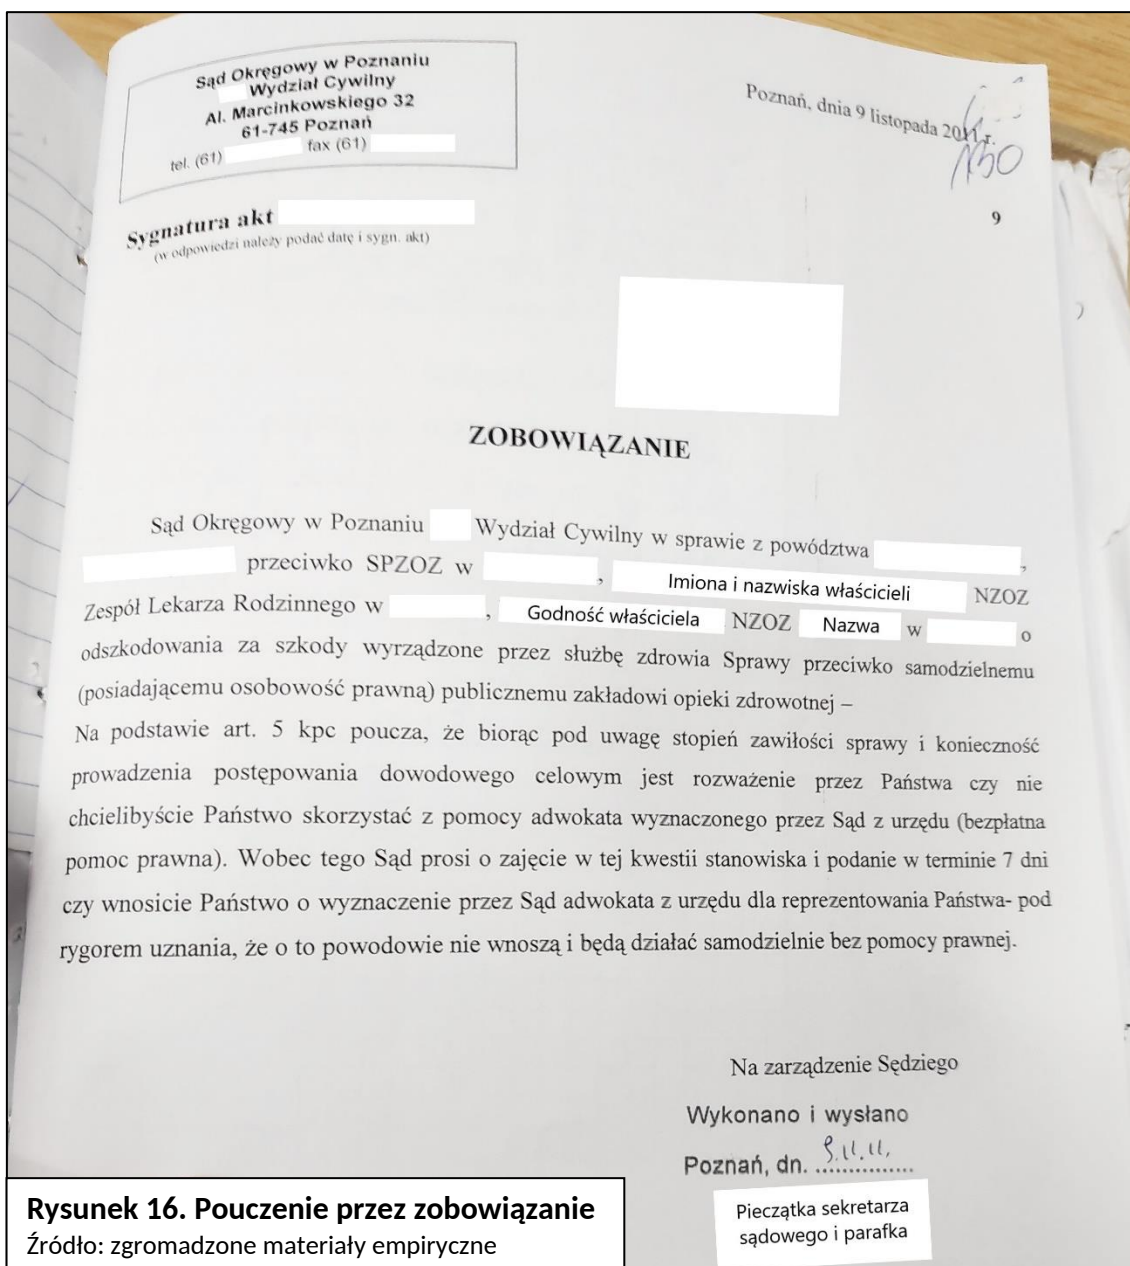 Sąd Okręgowy w Poznaniu
Wydział Cywilny
Al. Marcinkowskiego 32
61-745 Poznań
tel. (61) fax (61)
Poznań, dnia 9 listopada 2011 r.
130
9
Sygnatura akt
(w odpowiedzi należy podać datę i sygn. akt)
ZOBOWIĄZANIE
Sąd Okręgowy w Poznaniu Wydział Cywilny w sprawie z powództwa ,
przeciwko SPZOZ w , Imiona i nazwiska właścicieli NZOZ
Zespół Lekarza Rodzinnego w , Godność właściciela NZOZ Nazwa w o
odszkodowania za szkody wyrządzone przez służbę zdrowia Sprawy przeciwko samodzielnemu
(posiadającemu osobowość prawną) publicznemu zakładowi opieki zdrowotnej –
Na podstawie art. 5 kpc poucza, że biorąc pod uwagę stopień zawiłości sprawy i konieczność
prowadzenia postępowania dowodowego celowym jest rozważenie przez Państwa czy nie
chcielibyście Państwo skorzystać z pomocy adwokata wyznaczonego przez Sąd z urzędu (bezpłatna
pomoc prawna). Wobec tego Sąd prosi o zajęcie w tej kwestii stanowiska i podanie w terminie 7 dni
czy wnosicie Państwo o wyznaczenie przez Sąd adwokata z urzędu dla reprezentowania Państwa- pod
rygorem uznania, że o to powodowie nie wnoszą i będą działać samodzielnie bez pomocy prawnej.
Na zarządzenie Sędziego
Wykonano i wysłano
Poznań, dn. 9.11.11,
Pieczątka sekretarza
sądowego i parafka
Rysunek 16. Pouczenie przez zobowiązanie
Źródło: zgromadzone materiały empiryczne